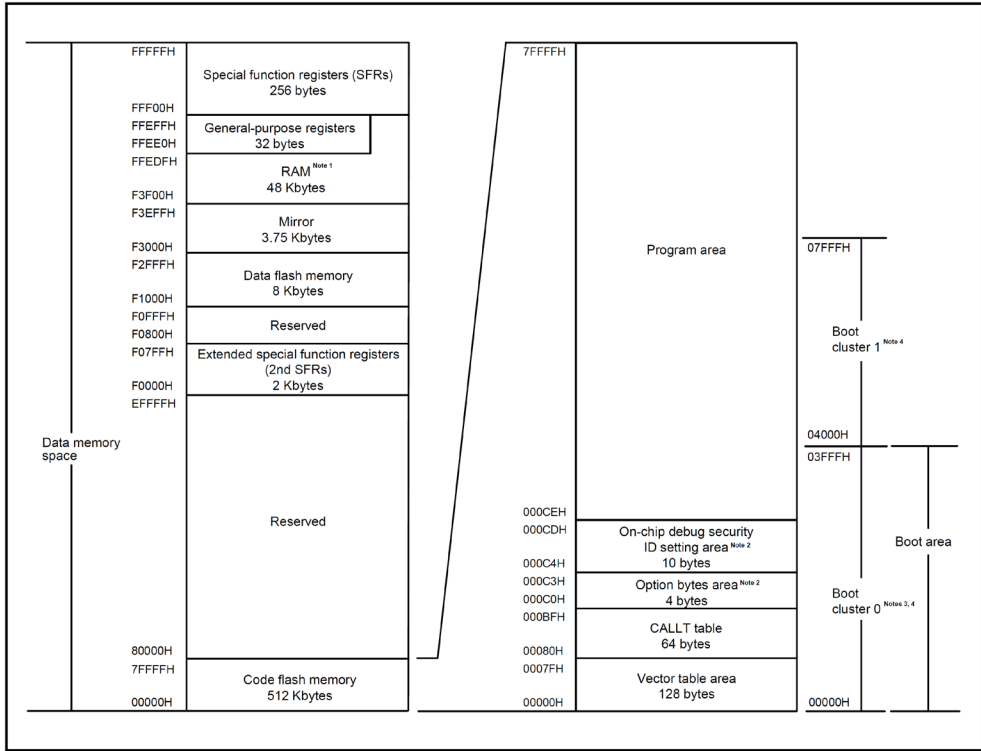 FFFFFH
Special function registers (SFRs)
256 bytes
FFF00H
FFEFFH
General-purpose registers
32 bytes
FFEE0H
FFEDFH
RAM Note 1
48 Kbytes
F3F00H
F3EFFH
Mirror
3.75 Kbytes
F3000H
F2FFFH
Data flash memory
8 Kbytes
F1000H
F0FFFH
Reserved
F0800H
F07FFH
Extended special function registers
(2nd SFRs)
2 Kbytes
F0000H
EFFFFH
Data memory
space
Reserved
80000H
7FFFFH
Code flash memory
512 Kbytes
00000H
7FFFFH
Program area
000CEH
000CDH
On-chip debug security
ID setting area Note 2
10 bytes
000C4H
000C3H
Option bytes area Note 2
4 bytes
000C0H
000BFH
CALLT table
64 bytes
00080H
0007FH
Vector table area
128 bytes
00000H
07FFFH
Boot
cluster 1 Note 4
04000H
03FFFH
Boot area
Boot
cluster 0 Notes 3, 4
00000H